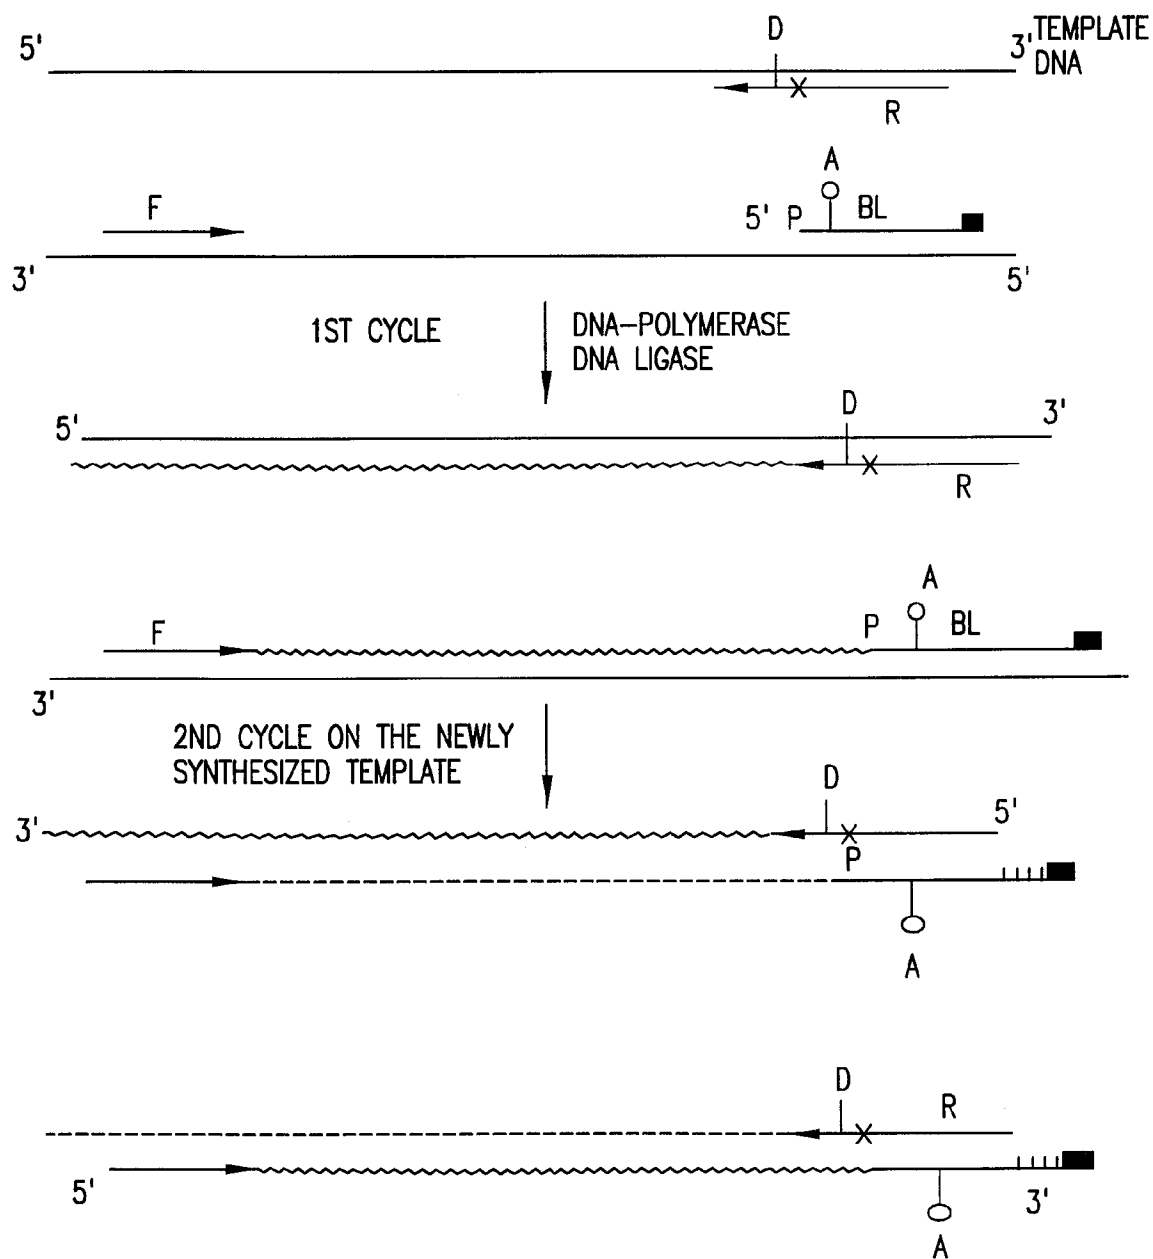 D
5' 3' TEMPLATE
DNA
X
R
A
F 5' P BL
3' 5'
1ST CYCLE DNA-POLYMERASE
DNA LIGASE
D
5' 3'
X
R
A
F P BL
3'
2ND CYCLE ON THE NEWLY
SYNTHESIZED TEMPLATE
D
3' 5'
X
P
A
D R
X
5' 3'
A